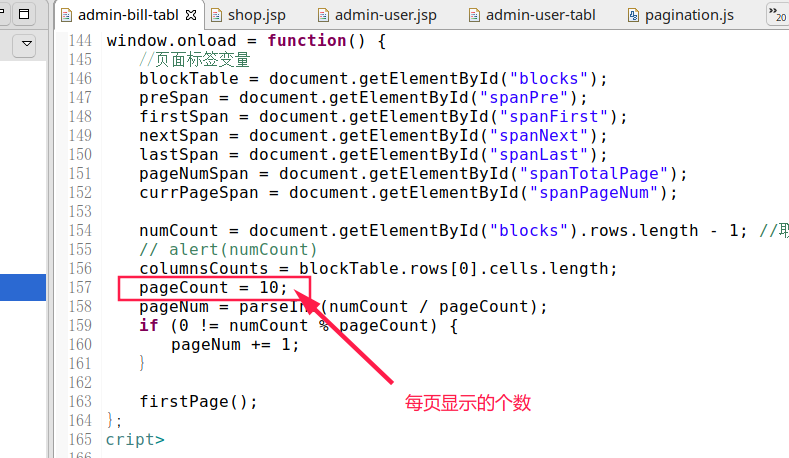 admin-bill-tabl shop.jsp admin-user.jsp admin-user-tabl pagination.js 20
144 window.onload = function() {
145 //页面标签变量
146 blockTable = document.getElementById("blocks");
147 preSpan = document.getElementById("spanPre");
148 firstSpan = document.getElementById("spanFirst");
149 nextSpan = document.getElementById("spanNext");
150 lastSpan = document.getElementById("spanLast");
151 pageNumSpan = document.getElementById("spanTotalPage");
152 currPageSpan = document.getElementById("spanPageNum");
153
154 numCount = document.getElementById("blocks").rows.length - 1; //取
155 // alert(numCount)
156 columnsCounts = blockTable.rows[0].cells.length;
157 pageCount = 10;
158 pageNum = parseInt(numCount / pageCount);
159 if (0 != numCount % pageCount) {
160 pageNum += 1;
161 }
162
163 firstPage();
每页显示的个数
164 };
165 cript>
166